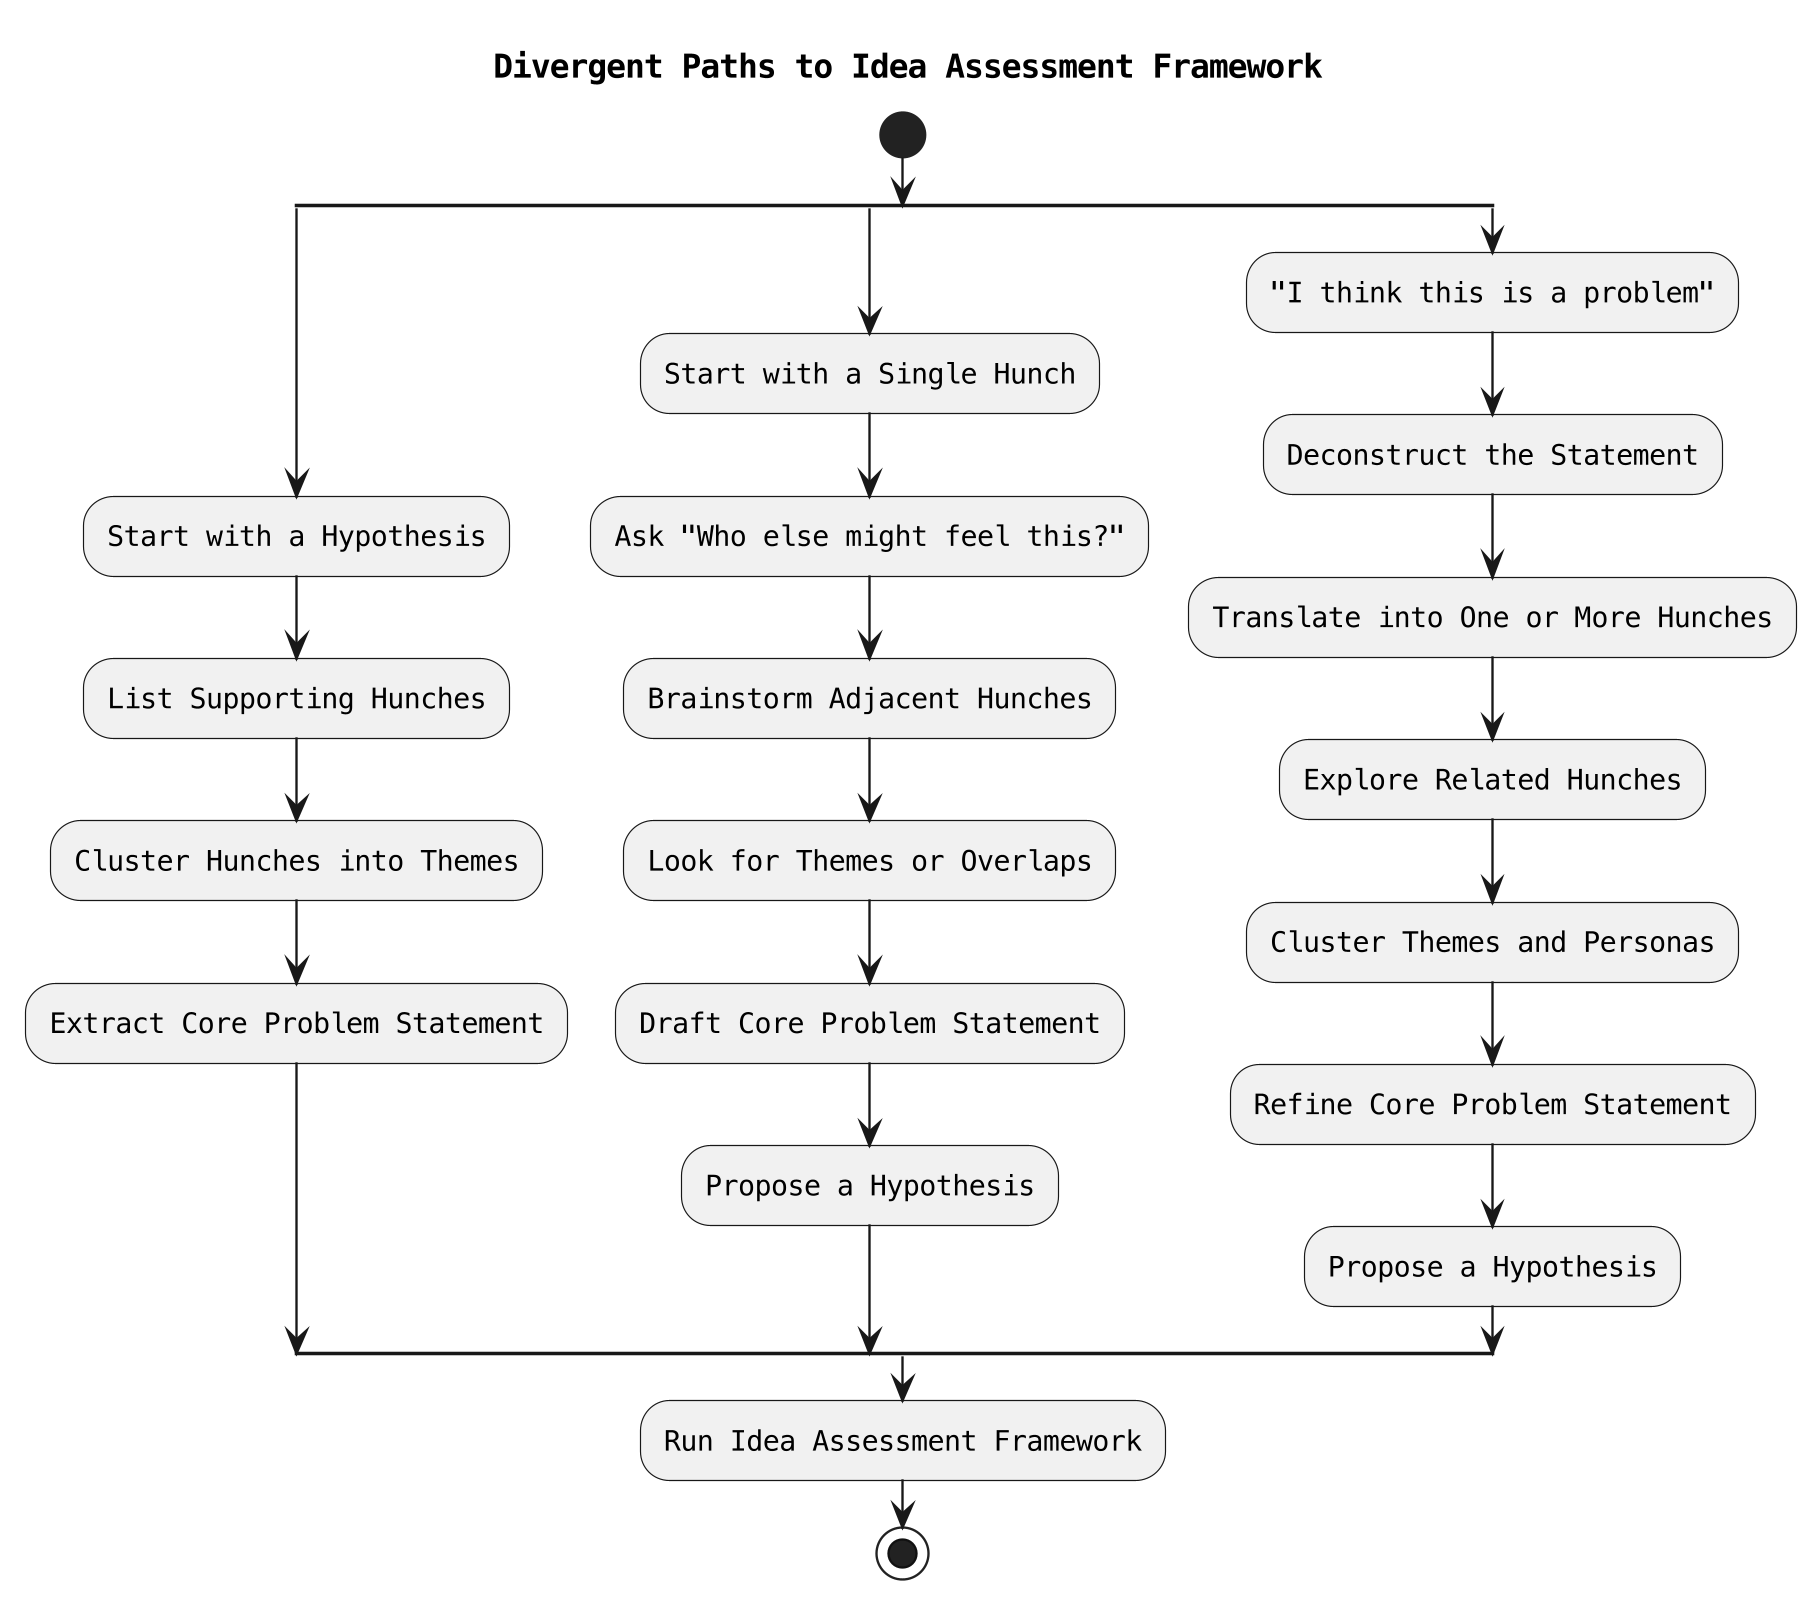 Divergent Paths to Idea Assessment Framework
Start with a Hypothesis
List Supporting Hunches
Cluster Hunches into Themes
Extract Core Problem Statement
Start with a Single Hunch
Ask "Who else might feel this?"
Brainstorm Adjacent Hunches
Look for Themes or Overlaps
Draft Core Problem Statement
Propose a Hypothesis
"I think this is a problem"
Deconstruct the Statement
Translate into One or More Hunches
Explore Related Hunches
Cluster Themes and Personas
Refine Core Problem Statement
Propose a Hypothesis
Run Idea Assessment Framework